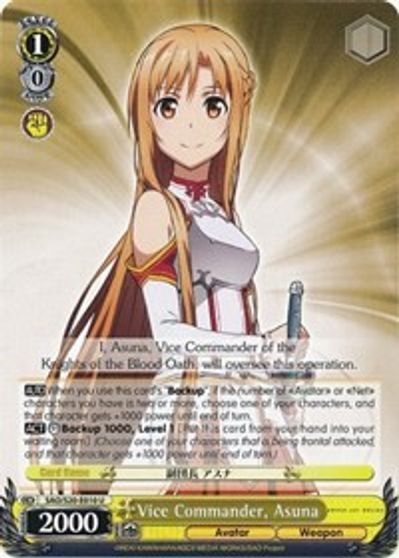 1
0
I, Asuna, Vice Commander of the
Knights of the Blood Oath, will oversee this operation.
AUTO When you use this card's "Backup", if the number of «Avatar» or «Net»
characters you have is or more, choose one of your characters, and
that character gets +1000 power until end of turn.
ACT Backup 1000, Level 1 [Put this card from your hand into your
waiting room] (Choose one of your characters that is being frontal attacked,
and that character gets +1000 power until end of turn)
Card Name
副団長 アスナ
2000
Vice Commander, Asuna
Avatar
Weapon